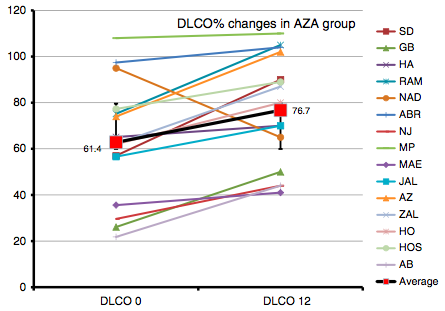 DLCO% changes in AZA group
120
100
80
60
40
20
0
61.4
76.7
DLCO 0
DLCO 12
SD
GB
HA
RAM
NAD
ABR
NJ
MP
MAE
JAL
AZ
ZAL
HO
HOS
AB
Average